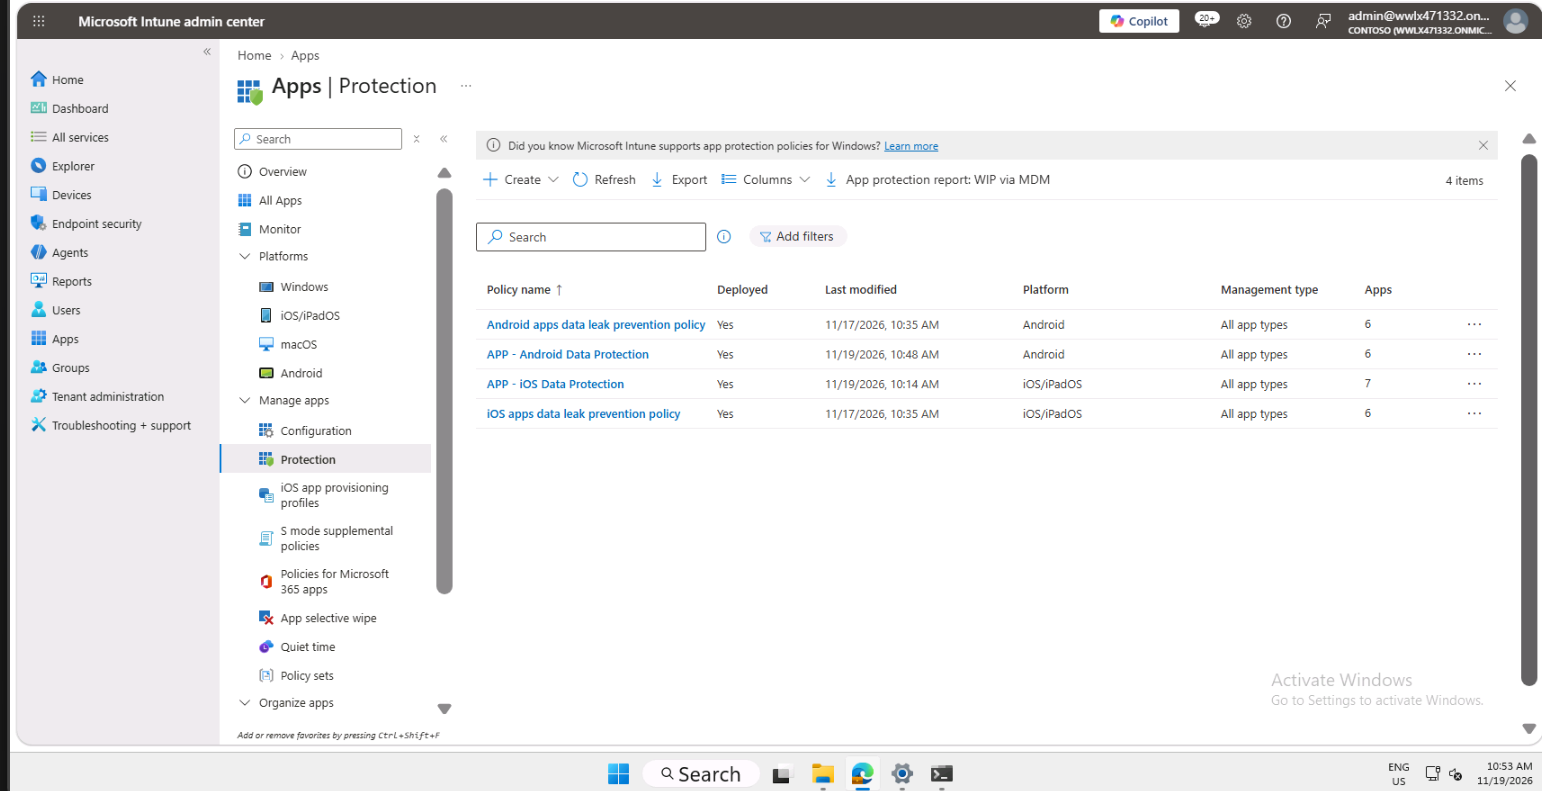 Microsoft Intune admin center
Copilot
20+
admin@wwlx471332.on...
CONTOSO (WWLX471332.ONMIC...
«
Home
Dashboard
All services
Explorer
Devices
Endpoint security
Agents
Reports
Users
Apps
Groups
Tenant administration
Troubleshooting + support
Home › Apps
Apps | Protection ...
Search
«
Overview
All Apps
Monitor
Platforms
Windows
iOS/iPadOS
macOS
Android
Manage apps
Configuration
Protection
iOS app provisioning
profiles
S mode supplemental
policies
Policies for Microsoft
365 apps
App selective wipe
Quiet time
Policy sets
Organize apps
Add or remove favorites by pressing Ctrl+Shift+F
Did you know Microsoft Intune supports app protection policies for Windows? Learn more
Create Refresh Export Columns App protection report: WIP via MDM 4 items
Search Add filters
Policy name ↑ Deployed Last modified Platform Management type Apps
Android apps data leak prevention policy Yes 11/17/2026, 10:35 AM Android All app types 6 ...
APP - Android Data Protection Yes 11/19/2026, 10:48 AM Android All app types 6 ...
APP - iOS Data Protection Yes 11/19/2026, 10:14 AM iOS/iPadOS All app types 7 ...
iOS apps data leak prevention policy Yes 11/17/2026, 10:35 AM iOS/iPadOS All app types 6 ...
Activate Windows
Go to Settings to activate Windows.
Search
ENG
US
10:53 AM
11/19/2026